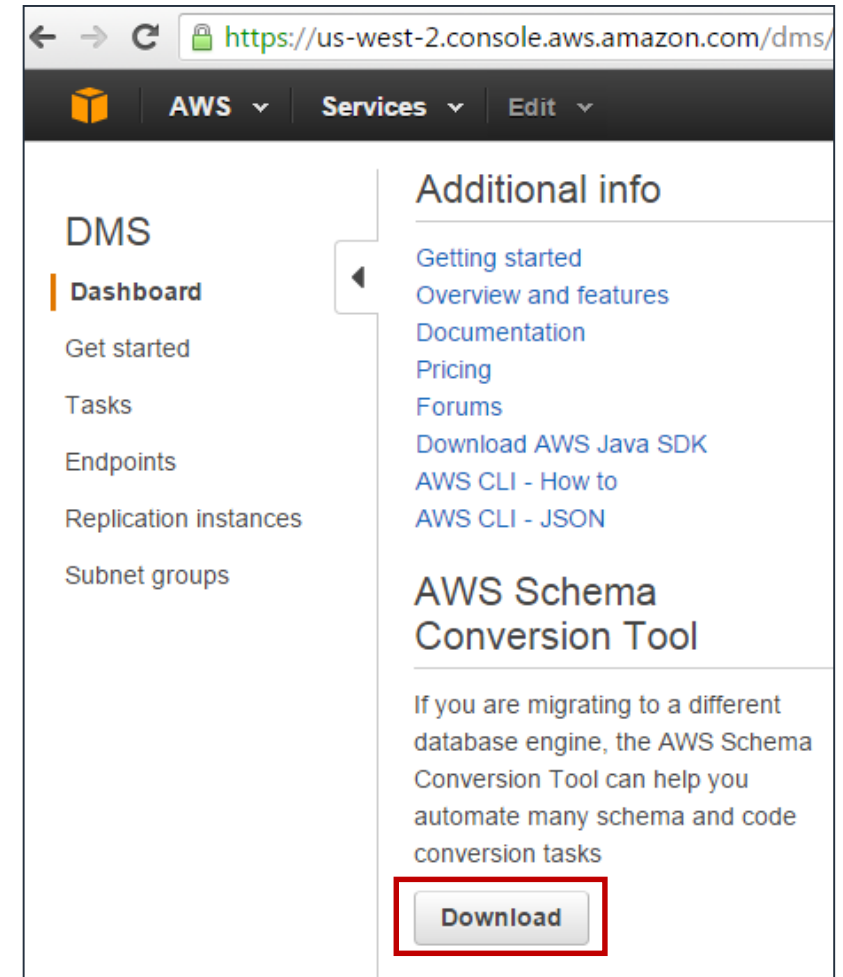 https://us-west-2.console.aws.amazon.com/dms/
AWS Services Edit
DMS
Dashboard
Get started
Tasks
Endpoints
Replication instances
Subnet groups
Additional info
Getting started
Overview and features
Documentation
Pricing
Forums
Download AWS Java SDK
AWS CLI - How to
AWS CLI - JSON
AWS Schema
Conversion Tool
If you are migrating to a different
database engine, the AWS Schema
Conversion Tool can help you
automate many schema and code
conversion tasks
Download